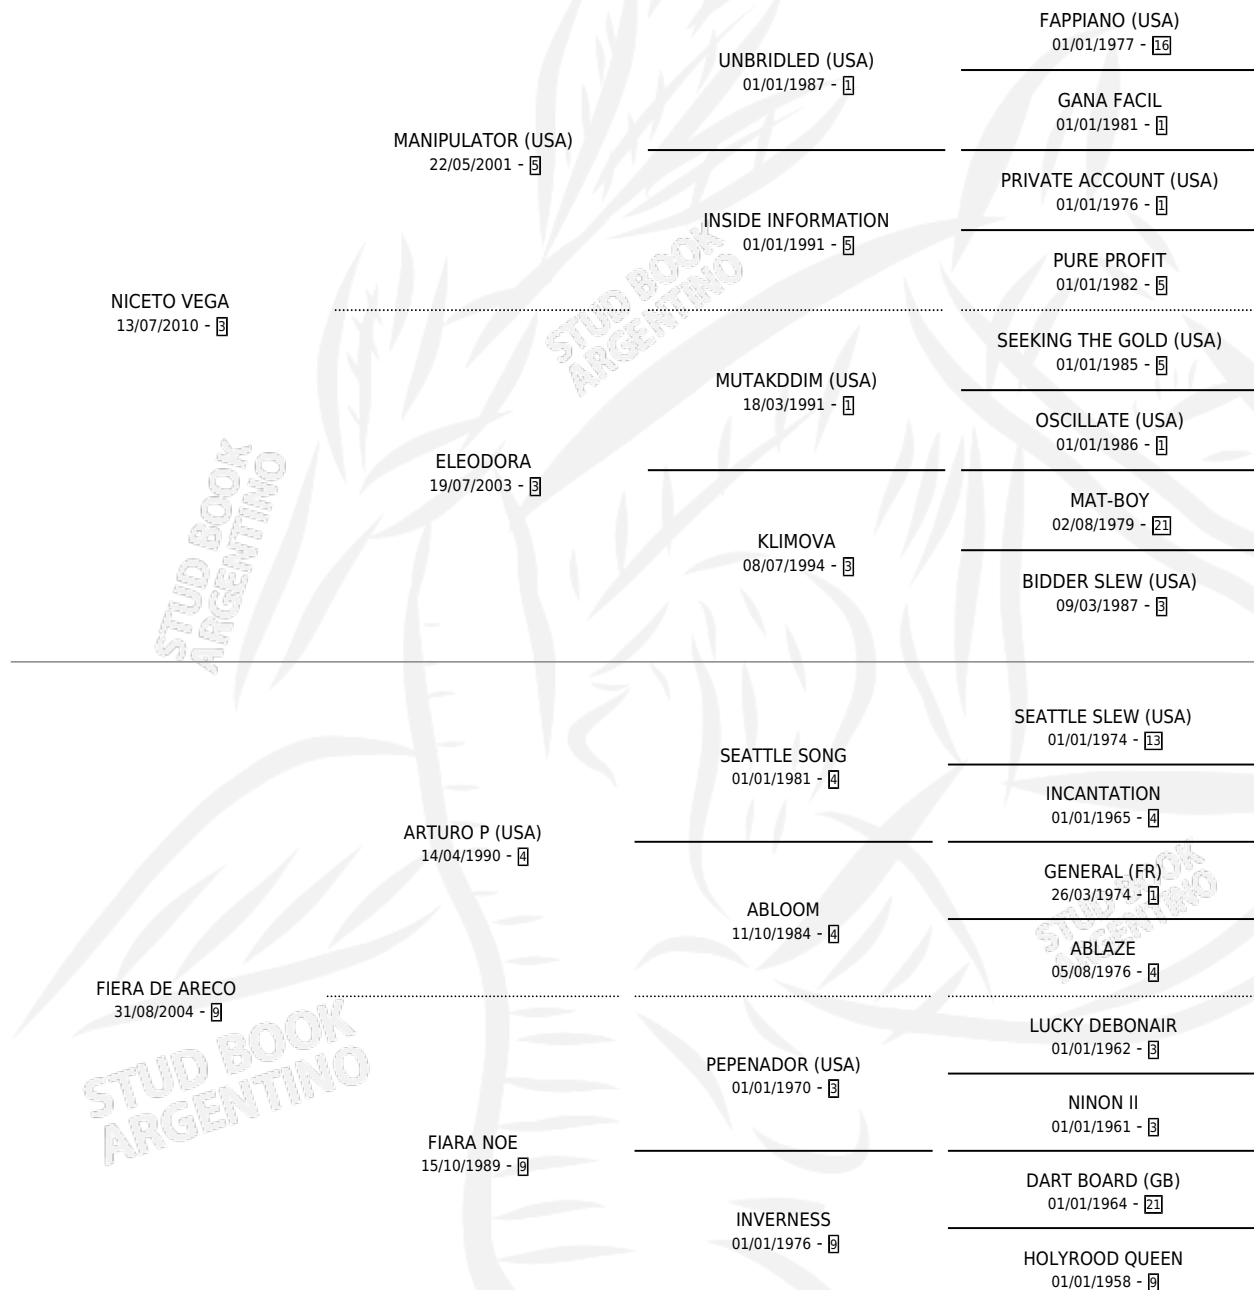 FAPPIANO (USA)
01/01/1977 - 16
UNBRIDLED (USA)
01/01/1987 - 1
GANA FACIL
01/01/1981 - 1
MANIPULATOR (USA)
22/05/2001 - 5
PRIVATE ACCOUNT (USA)
01/01/1976 - 1
INSIDE INFORMATION
01/01/1991 - 5
PURE PROFIT
01/01/1982 - 5
NICETO VEGA
13/07/2010 - 3
SEEKING THE GOLD (USA)
01/01/1985 - 5
MUTAKDDIM (USA)
18/03/1991 - 1
OSCILLATE (USA)
01/01/1986 - 1
ELEODORA
19/07/2003 - 3
MAT-BOY
02/08/1979 - 21
KLIMOVA
08/07/1994 - 3
BIDDER SLEW (USA)
09/03/1987 - 3
SEATTLE SLEW (USA)
01/01/1974 - 13
SEATTLE SONG
01/01/1981 - 4
INCANTATION
01/01/1965 - 4
ARTURO P (USA)
14/04/1990 - 4
GENERAL (FR)
26/03/1974 - 1
ABLOOM
11/10/1984 - 4
ABLAZE
05/08/1976 - 4
FIERA DE ARECO
31/08/2004 - 9
LUCKY DEBONAIR
01/01/1962 - 3
PEPENADOR (USA)
01/01/1970 - 3
NINON II
01/01/1961 - 3
FIARA NOE
15/10/1989 - 9
DART BOARD (GB)
01/01/1964 - 21
INVERNESS
01/01/1976 - 9
HOLYROOD QUEEN
01/01/1958 - 9
STUD BOOK
ARGENTINO
STUD BOOK
ARGENTINO
STUD BOOK
ARGENTINO
STUD BOOK
ARGENTINO